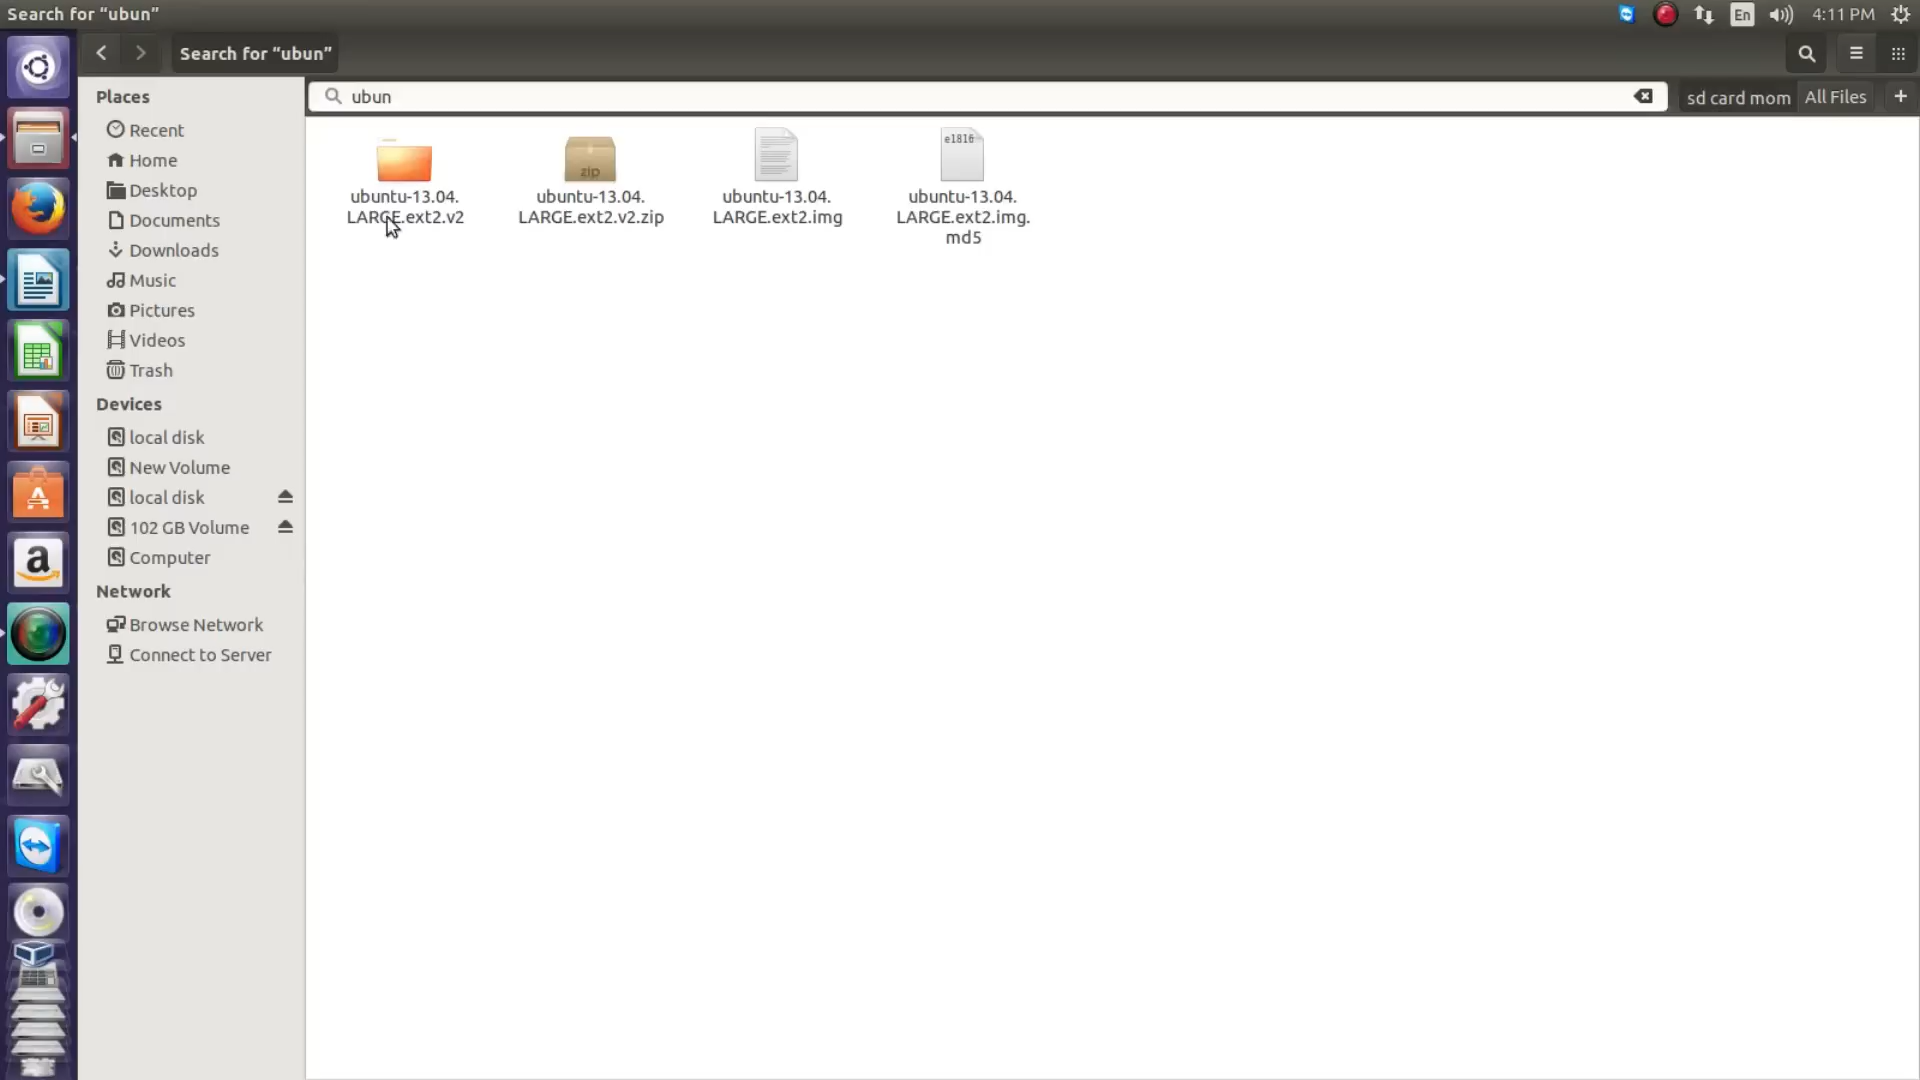 Search for “ubun”
En
4:11 PM
Search for “ubun”
ubun
sd card mom
All Files
Places
Recent
Home
Desktop
Documents
Downloads
Music
Pictures
Videos
Trash
Devices
local disk
New Volume
local disk
102 GB Volume
Computer
Network
Browse Network
Connect to Server
ubuntu-13.04.
LARGE.ext2.v2
zip
ubuntu-13.04.
LARGE.ext2.v2.zip
ubuntu-13.04.
LARGE.ext2.img
e1816
ubuntu-13.04.
LARGE.ext2.img.
md5